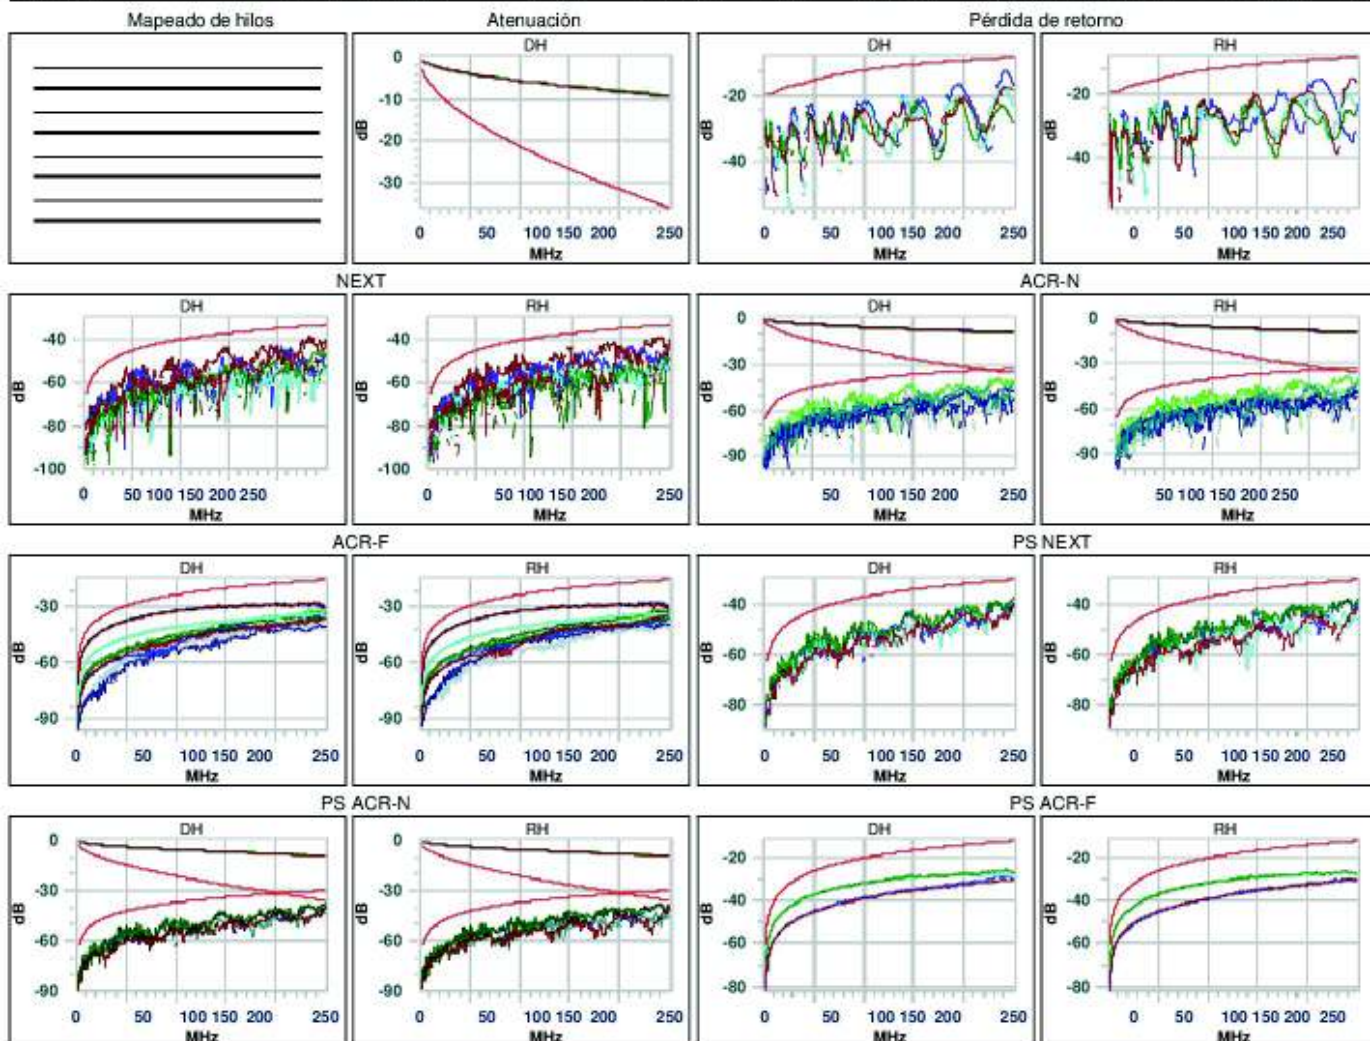 Mapeado de hilos Atenuación Pérdida de retorno
DH DH RH
0 -10 -20 -30 dB
-20 -40 dB
-20 -40 dB
0 50 100 150 200 250
0 50 100 150 200 250
0 50 100 150 200 250
MHz MHz MHz
NEXT ACR-N
DH RH DH RH
-40 -60 -80 -100 dB
-40 -60 -80 -100 dB
0 -30 -60 -90 dB
0 -30 -60 -90 dB
0 50 100 150 200 250
0 50 100 150 200 250
50 100 150 200 250
50 100 150 200 250
MHz MHz MHz MHz
ACR-F PS NEXT
DH RH DH RH
-30 -60 -90 dB
-30 -60 -90 dB
-40 -60 -80 dB
-40 -60 -80 dB
0 50 100 150 200 250
0 50 100 150 200 250
0 50 100 150 200 250
0 50 100 150 200 250
MHz MHz MHz MHz
PS ACR-N PS ACR-F
DH RH DH RH
0 -30 -60 -90 dB
0 -30 -60 -90 dB
-20 -40 -60 -80 dB
-20 -40 -60 -80 dB
0 50 100 150 200 250
0 50 100 150 200 250
0 50 100 150 200 250
0 50 100 150 200 250
MHz MHz MHz MHz